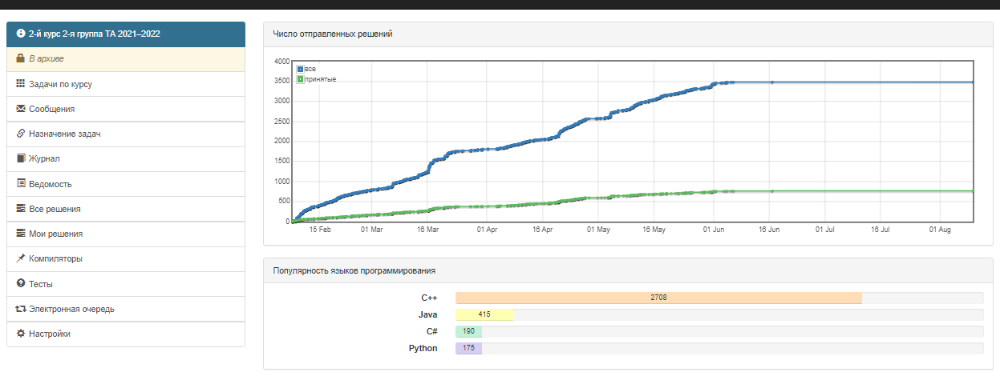 2-й курс 2-я группа ТА 2021–2022
В архиве
Задачи по курсу
Сообщения
Назначение задач
Журнал
Ведомость
Все решения
Мои решения
Компиляторы
Тесты
Электронная очередь
Настройки
Число отправленных решений
4000
3500
3000
2500
2000
1500
1000
500
0
все
принятые
15 Feb 01 Mar 16 Mar 01 Apr 16 Apr 01 May 16 May 01 Jun 16 Jun 01 Jul 16 Jul 01 Aug
Популярность языков программирования
C++ 2708
Java 415
C# 190
Python 175